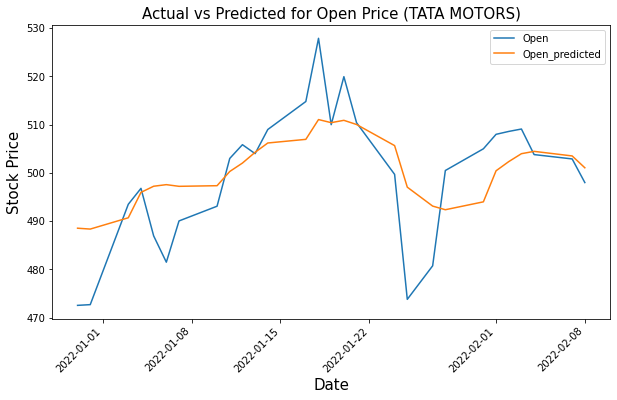 Actual vs Predicted for Open Price (TATA MOTORS)
Open
Open_predicted
530
520
510
500
490
480
470
Stock Price
2022-01-01
2022-01-08
2022-01-15
2022-01-22
2022-02-01
2022-02-08
Date